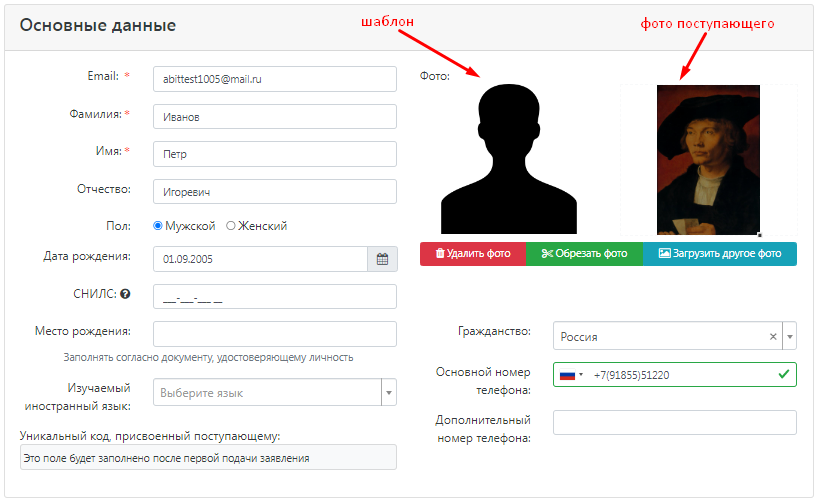 Основные данные
шаблон
фото поступающего
Email: *
abittest1005@mail.ru
Фото:
Фамилия: *
Иванов
Имя: *
Петр
Отчество:
Игоревич
Пол:
Мужской
Женский
Дата рождения:
01.09.2005
Удалить фото
Обрезать фото
Загрузить другое фото
СНИЛС:
___-___-___ __
Место рождения:
Заполнять согласно документу, удостоверяющему личность
Гражданство:
Россия
Изучаемый
иностранный язык:
Выберите язык
Основной номер
телефона:
+7(91855)51220
Дополнительный
номер телефона:
Уникальный код, присвоенный поступающему:
Это поле будет заполнено после первой подачи заявления